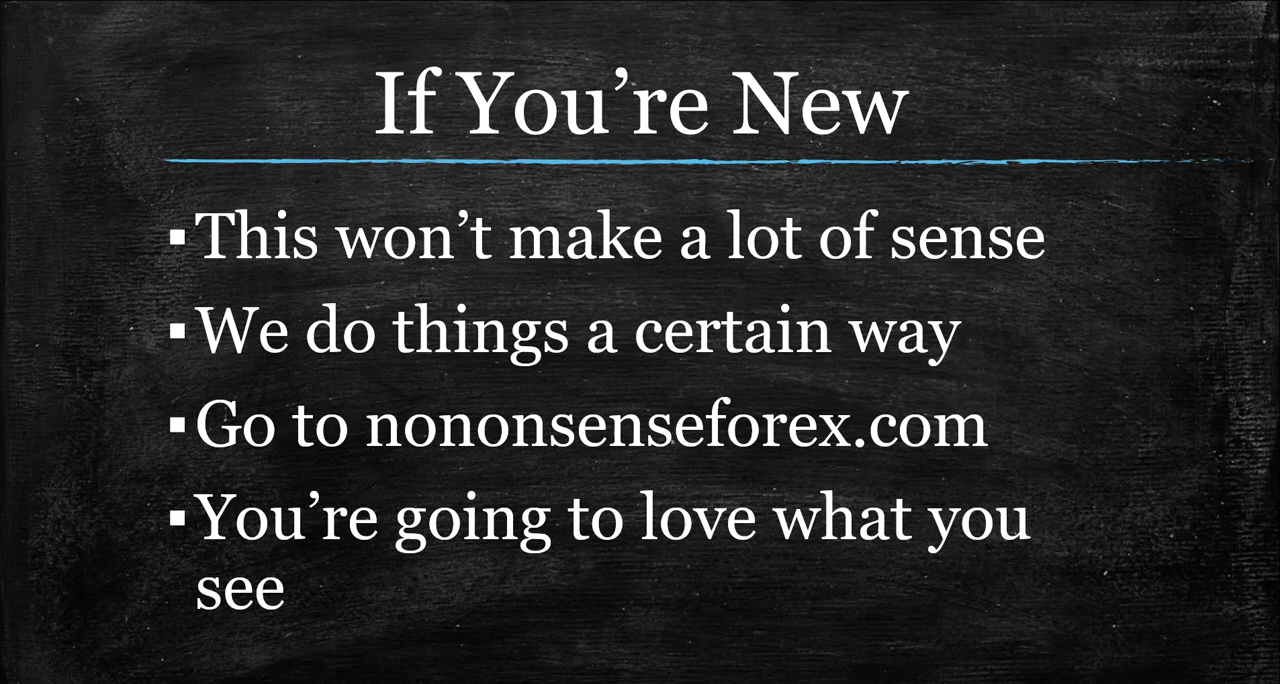 If You’re New
▪This won’t make a lot of sense
▪We do things a certain way
▪Go to nononsenseforex.com
▪You’re going to love what you
see